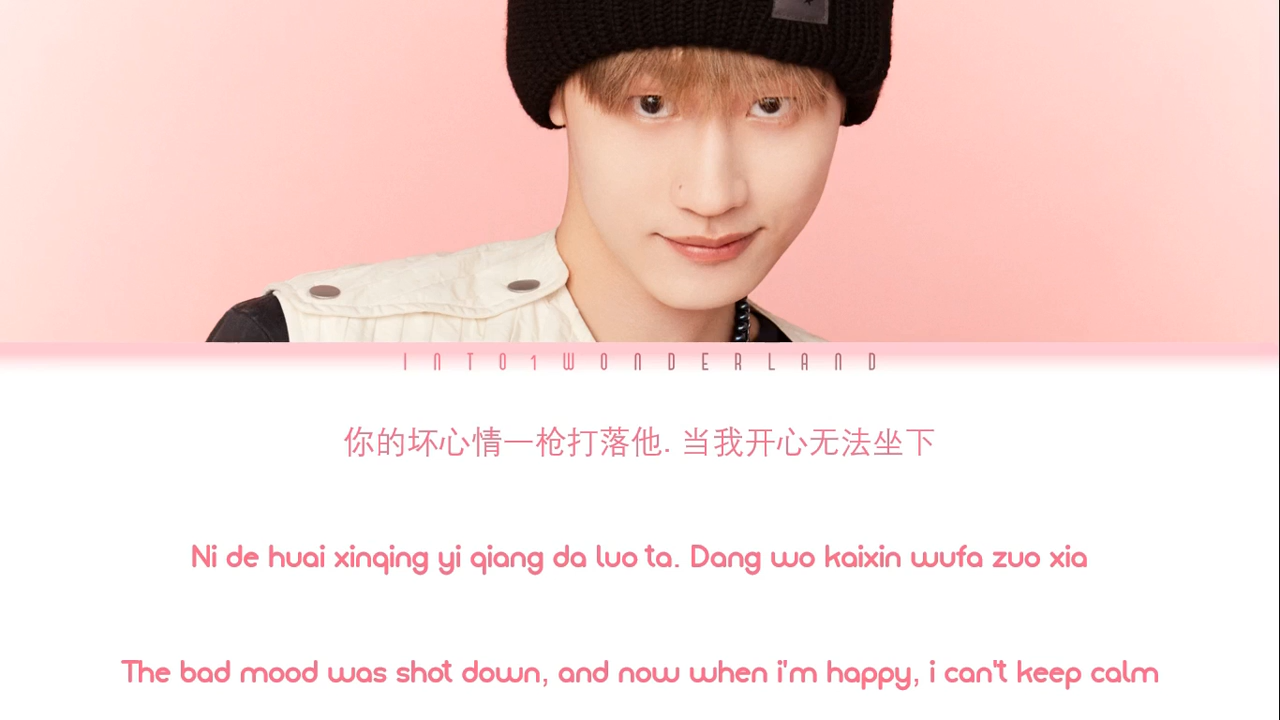 INTO1WONDERLAND
你的坏心情一枪打落他. 当我开心无法坐下
Ni de huai xinqing yi qiang da luo ta. Dang wo kaixin wufa zuo xia
The bad mood was shot down, and now when i'm happy, i can't keep calm